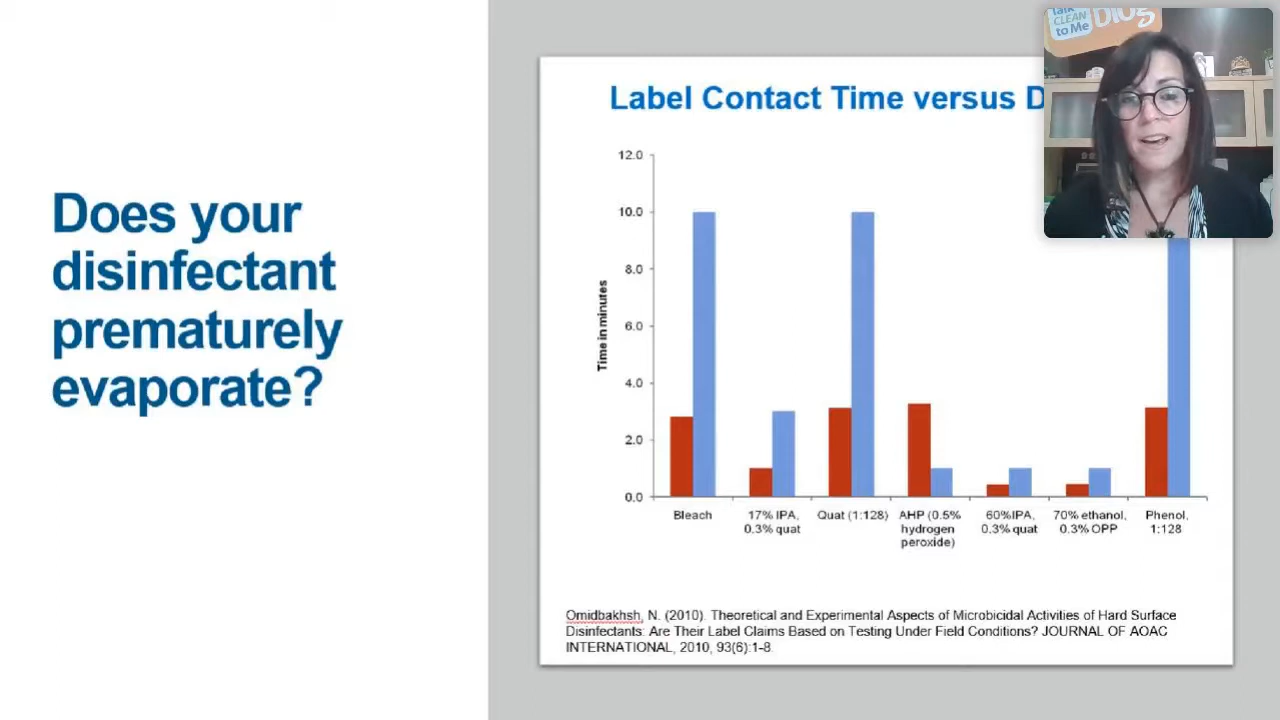 Does your
disinfectant
prematurely
evaporate?
Label Contact Time versus D
Talk
CLEAN
to Me
Blog
12.0
10.0
8.0
6.0
4.0
2.0
0.0
Time in minutes
Bleach
17% IPA,
0.3% quat
Quat (1:128)
AHP (0.5%
hydrogen
peroxide)
60%IPA,
0.3% quat
70% ethanol,
0.3% OPP
Phenol,
1:128
Omidbakhsh, N. (2010). Theoretical and Experimental Aspects of Microbicidal Activities of Hard Surface
Disinfectants: Are Their Label Claims Based on Testing Under Field Conditions? JOURNAL OF AOAC
INTERNATIONAL, 2010, 93(6):1-8.